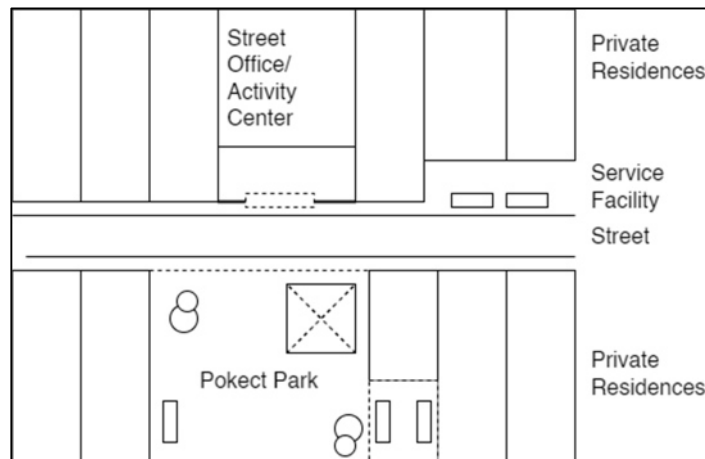 Street
Office/
Activity
Center
Private
Residences
Service
Facility
Street
Pokect Park
Private
Residences